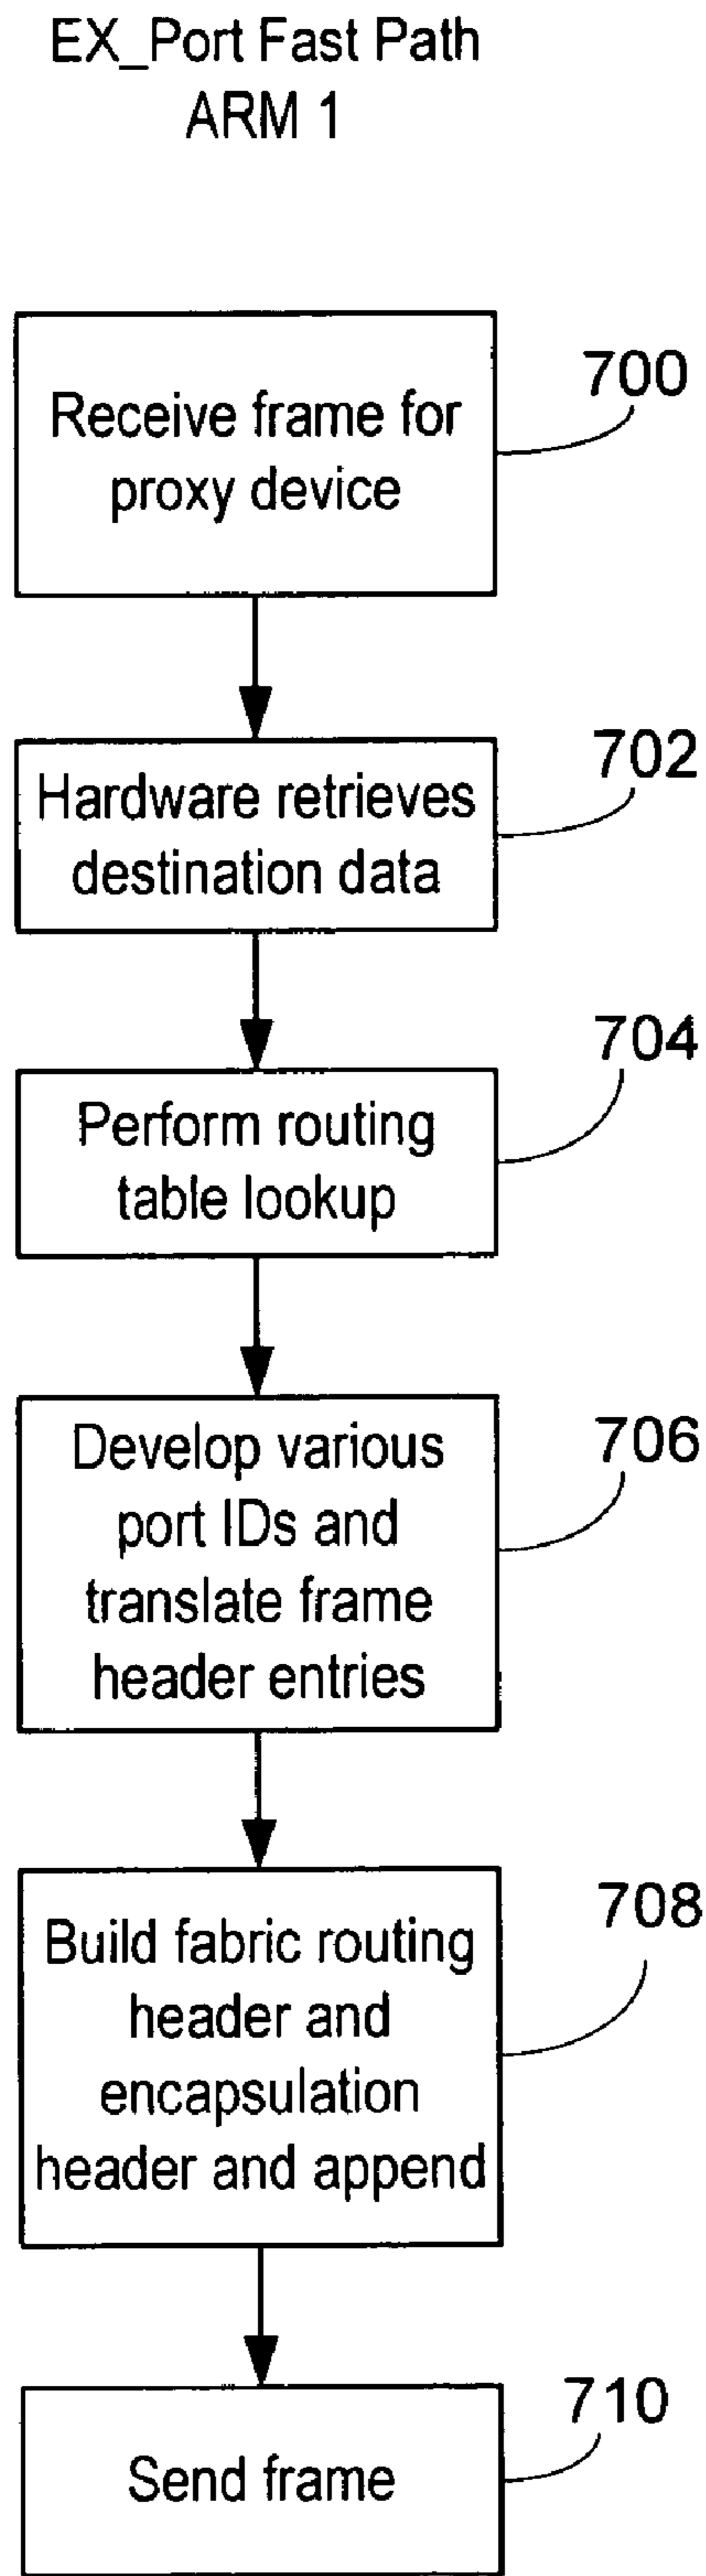 EX_Port Fast Path
ARM 1
Receive frame for
proxy device
700
Hardware retrieves
destination data
702
Perform routing
table lookup
704
Develop various
port IDs and
translate frame
header entries
706
Build fabric routing
header and
encapsulation
header and append
708
Send frame
710